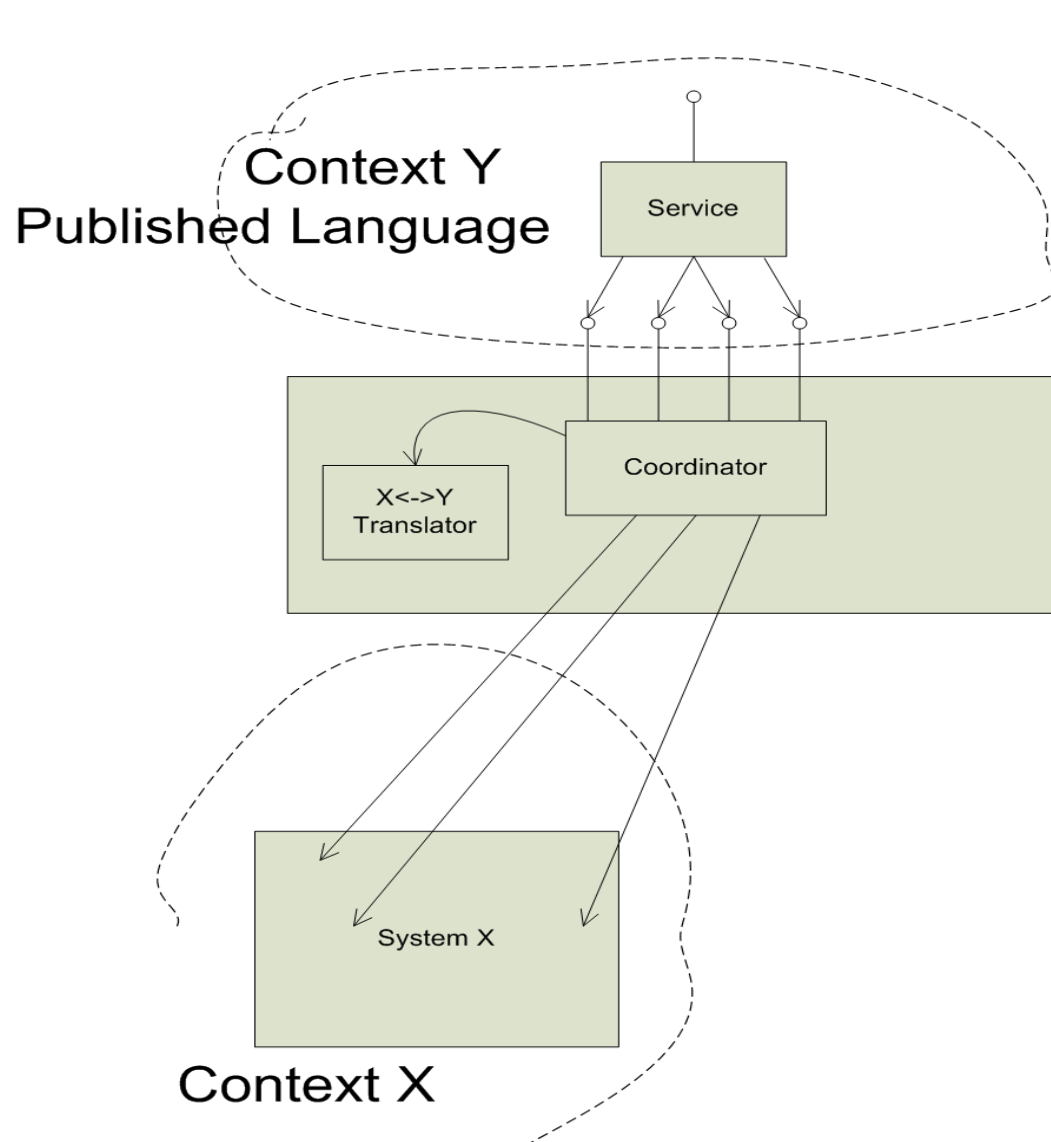 Context Y
Published Language
Service
Coordinator
X<->Y
Translator
System X
Context X